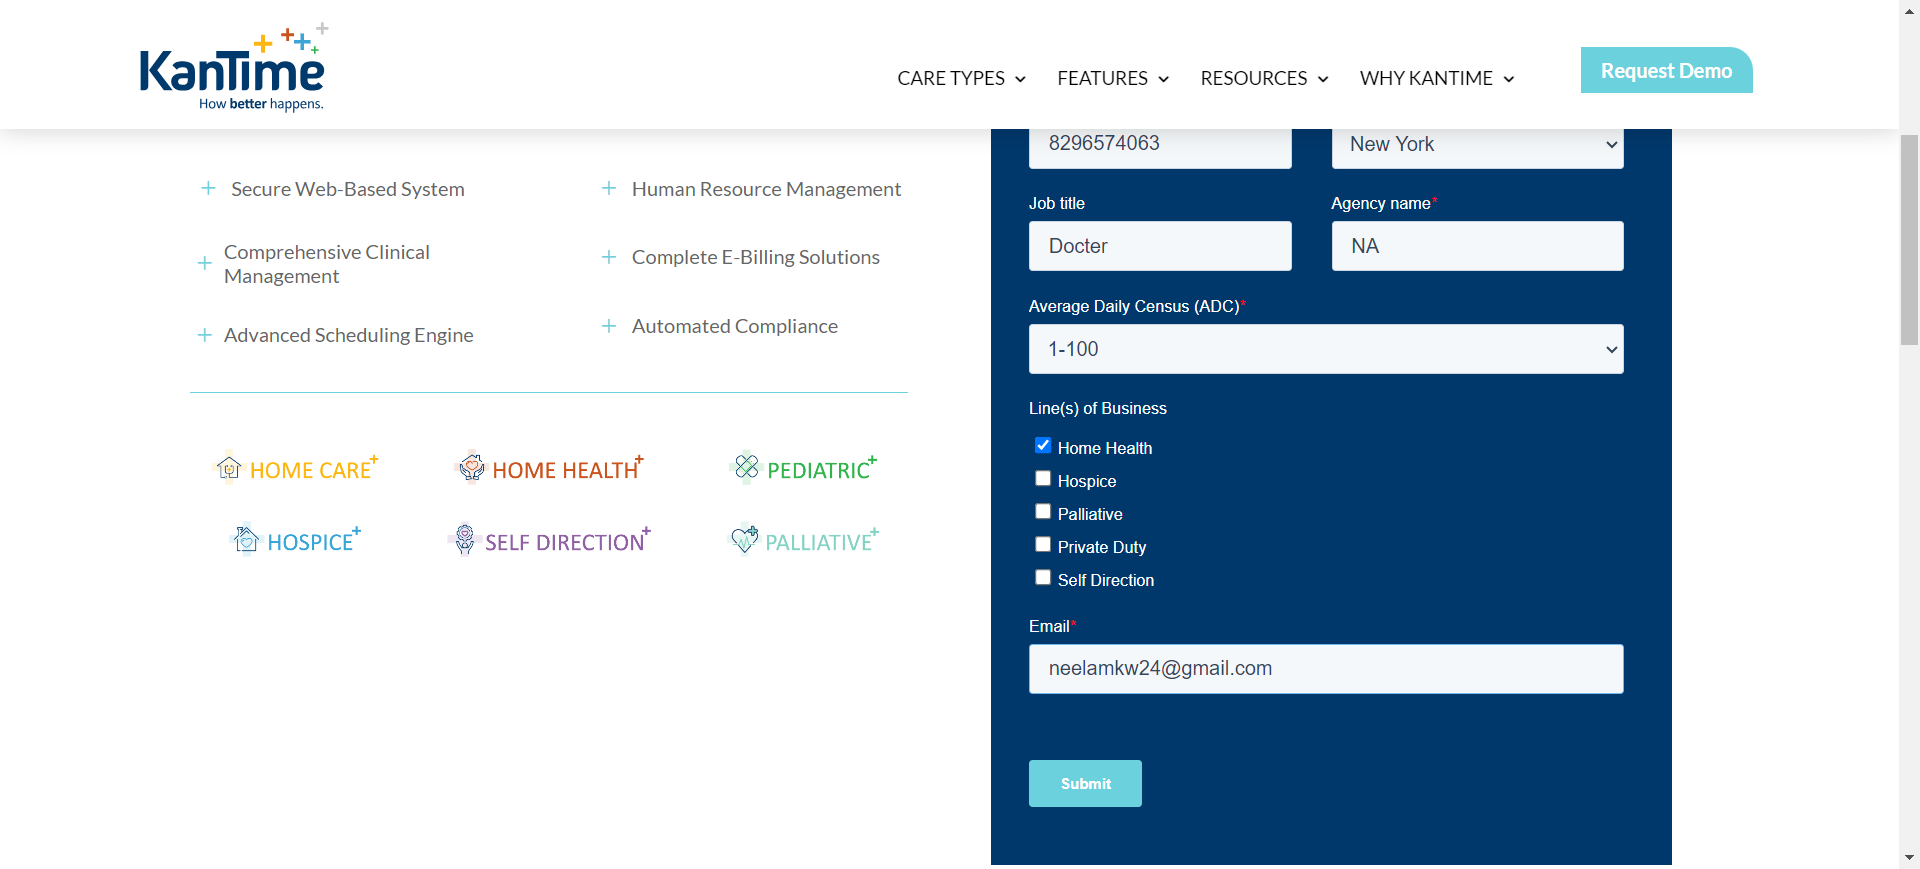 KanTime
How better happens.
CARE TYPES
FEATURES
RESOURCES
WHY KANTIME
Request Demo
Secure Web-Based System
Human Resource Management
Comprehensive Clinical
Management
Complete E-Billing Solutions
Advanced Scheduling Engine
Automated Compliance
HOME CARE+
HOME HEALTH+
PEDIATRIC+
HOSPICE+
SELF DIRECTION+
PALLIATIVE+
8296574063
New York
Job title
Agency name*
Docter
NA
Average Daily Census (ADC)*
1-100
Line(s) of Business
Home Health
Hospice
Palliative
Private Duty
Self Direction
Email*
neelamkw24@gmail.com
Submit